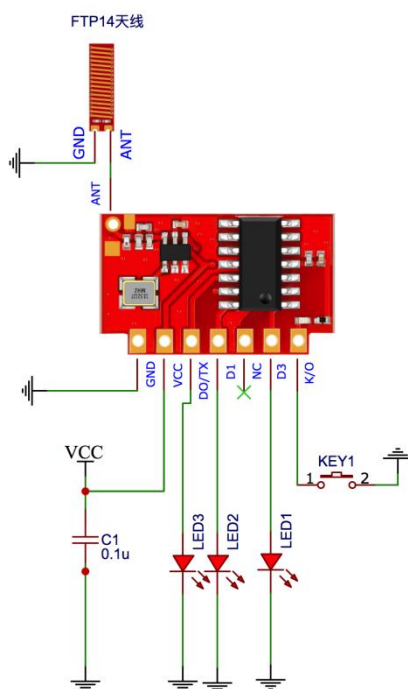 FTP14天线
GND
ANT
ANT
GND
VCC
DO/TX
D1
NC
D3
K/O
VCC
C1
0.1u
LED3
LED2
LED1
KEY1
1
2